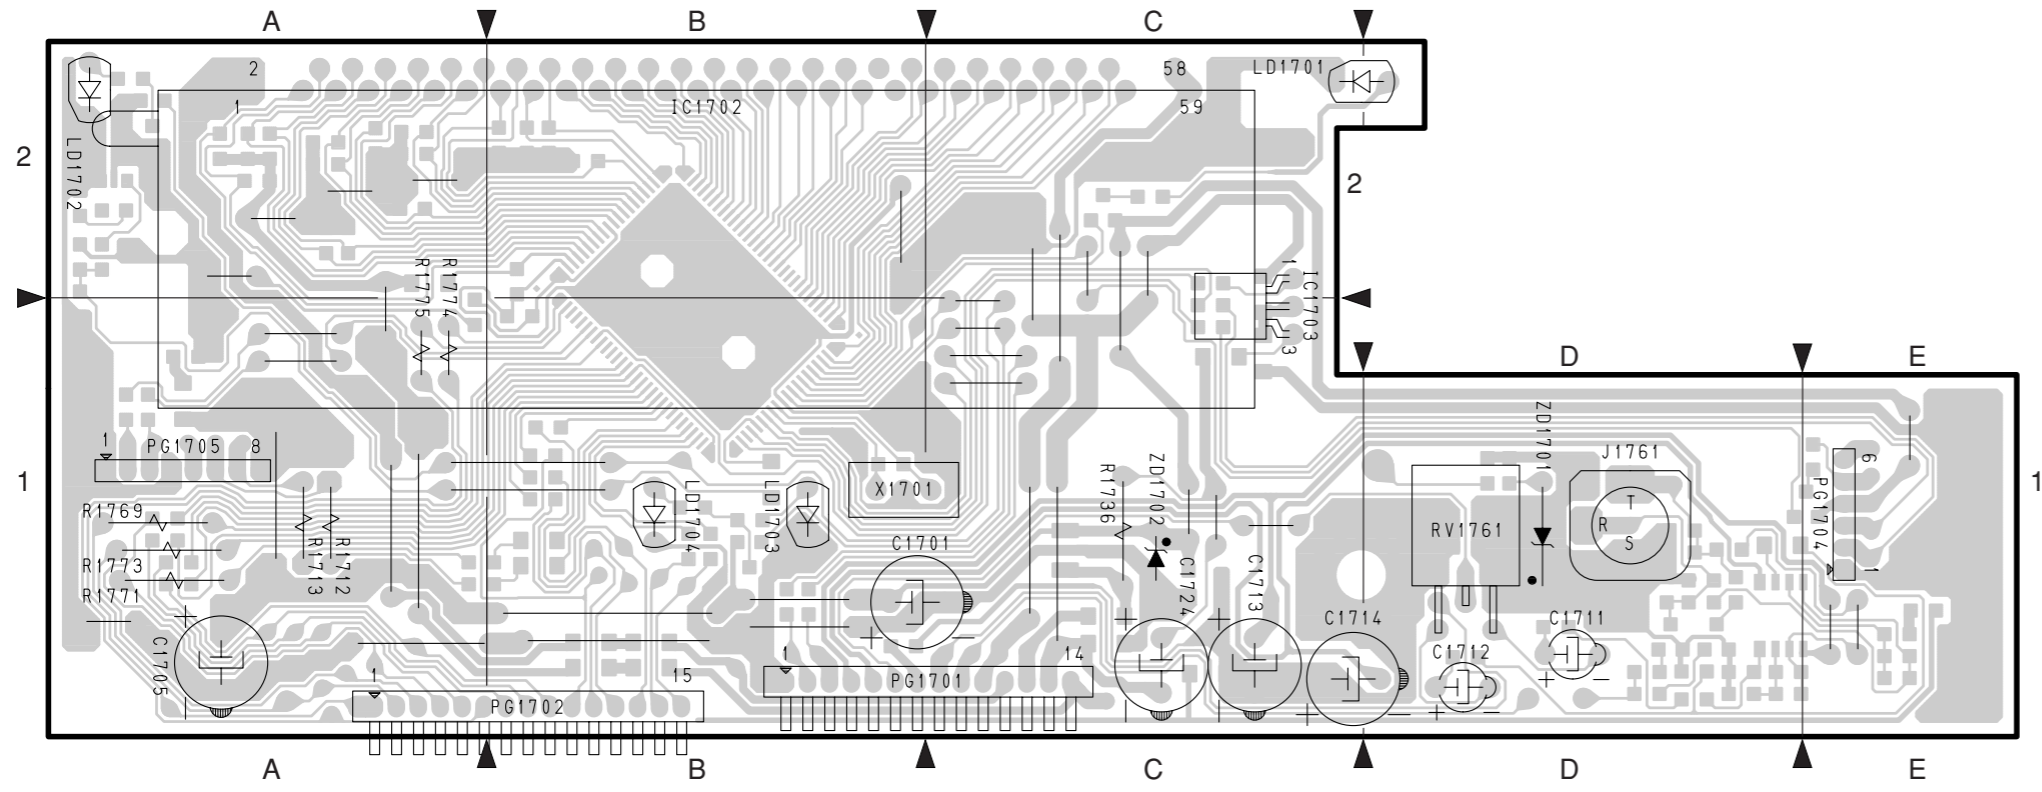 A B C
2 58 LD1701
1 IC1702 59
LD1702
2 2
R1775 R1774
1 IC1703 3
D E
1 PG1705 8
ZD1701 J1761
6 PG1704 1
1 1
X1701
LD1704 LD1703
R1736 ZD1702
R1769
RV1761
T
R
S
R1713 R1712
C1701
R1773
R1771
C1724 C1713
+ C1714 C1711
C1705
+ - + +
C1712
1 14
PG1701
+ -
1 15
PG1702
- - - + - + -
A B C D E